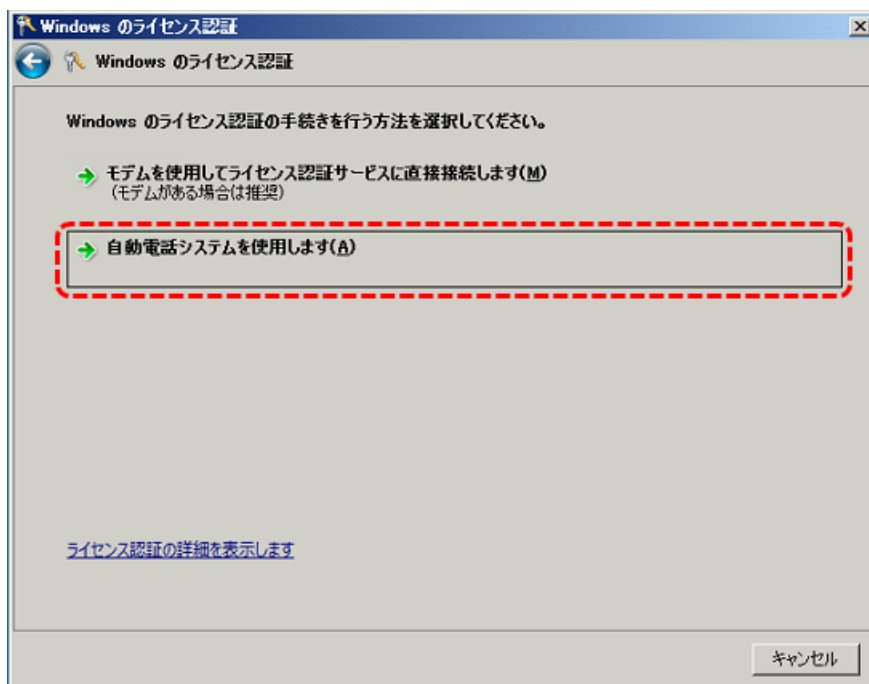 Windows のライセンス認証
Windows のライセンス認証
Windows のライセンス認証の手続きを行う方法を選択してください。
モデムを使用してライセンス認証サービスに直接接続します(M)
(モデムがある場合は推奨)
自動電話システムを使用します(A)
ライセンス認証の詳細を表示します
キャンセル